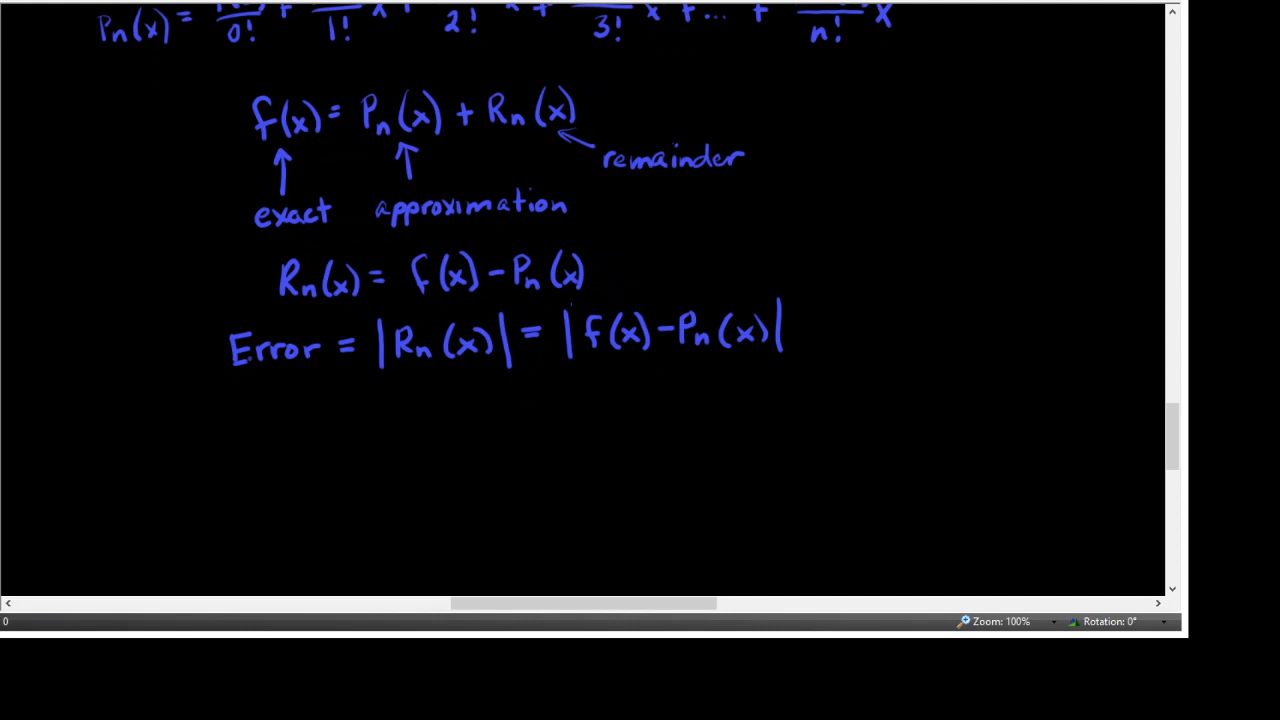 Pn(x) = 0! + 1! x + 2! x + 3! x + ... + n! x
f(x) = Pn(x) + Rn(x)
remainder
exact approximation
Rn(x) = f(x) - Pn(x)
Error = |Rn(x)| = |f(x) - Pn(x)|
0 Zoom: 100% Rotation: 0°